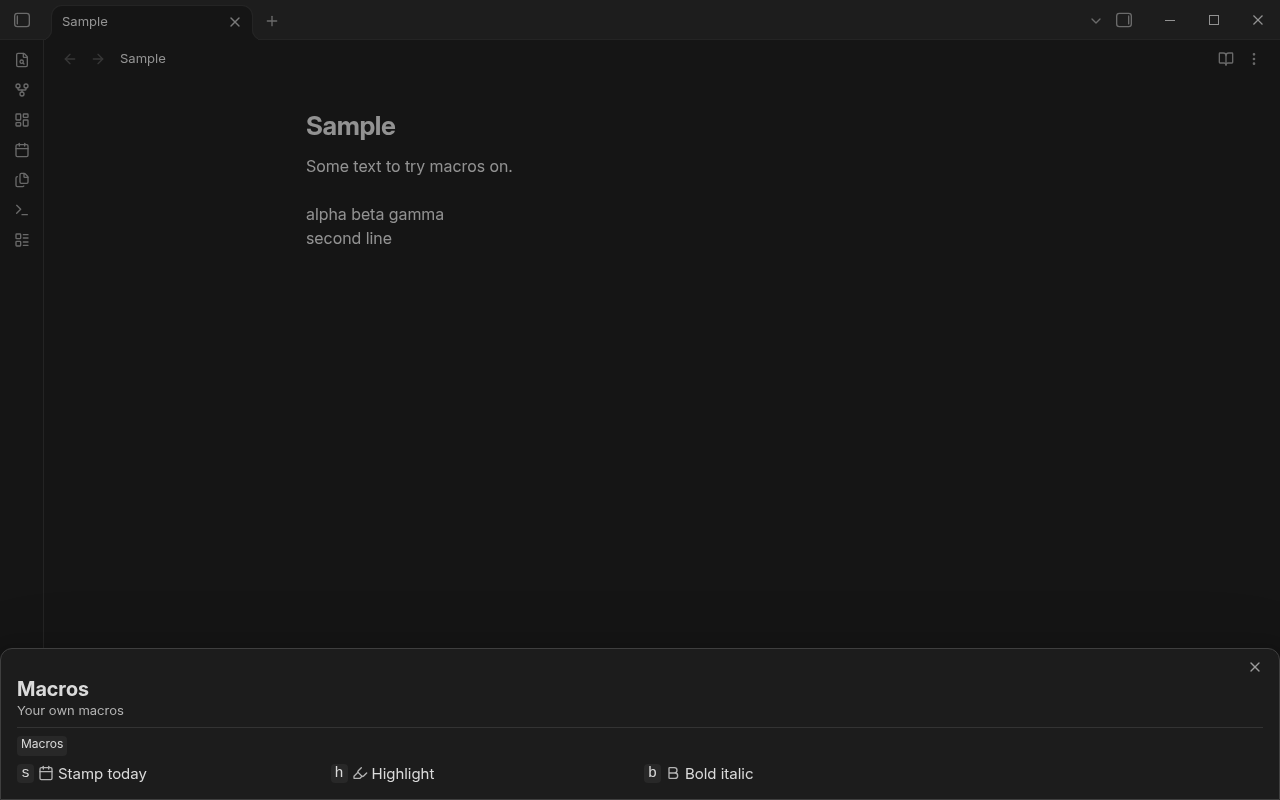 Sample
Sample
Sample
Some text to try macros on.
alpha beta gamma
second line
Macros
Your own macros
Macros
s Stamp today h Highlight b Bold italic